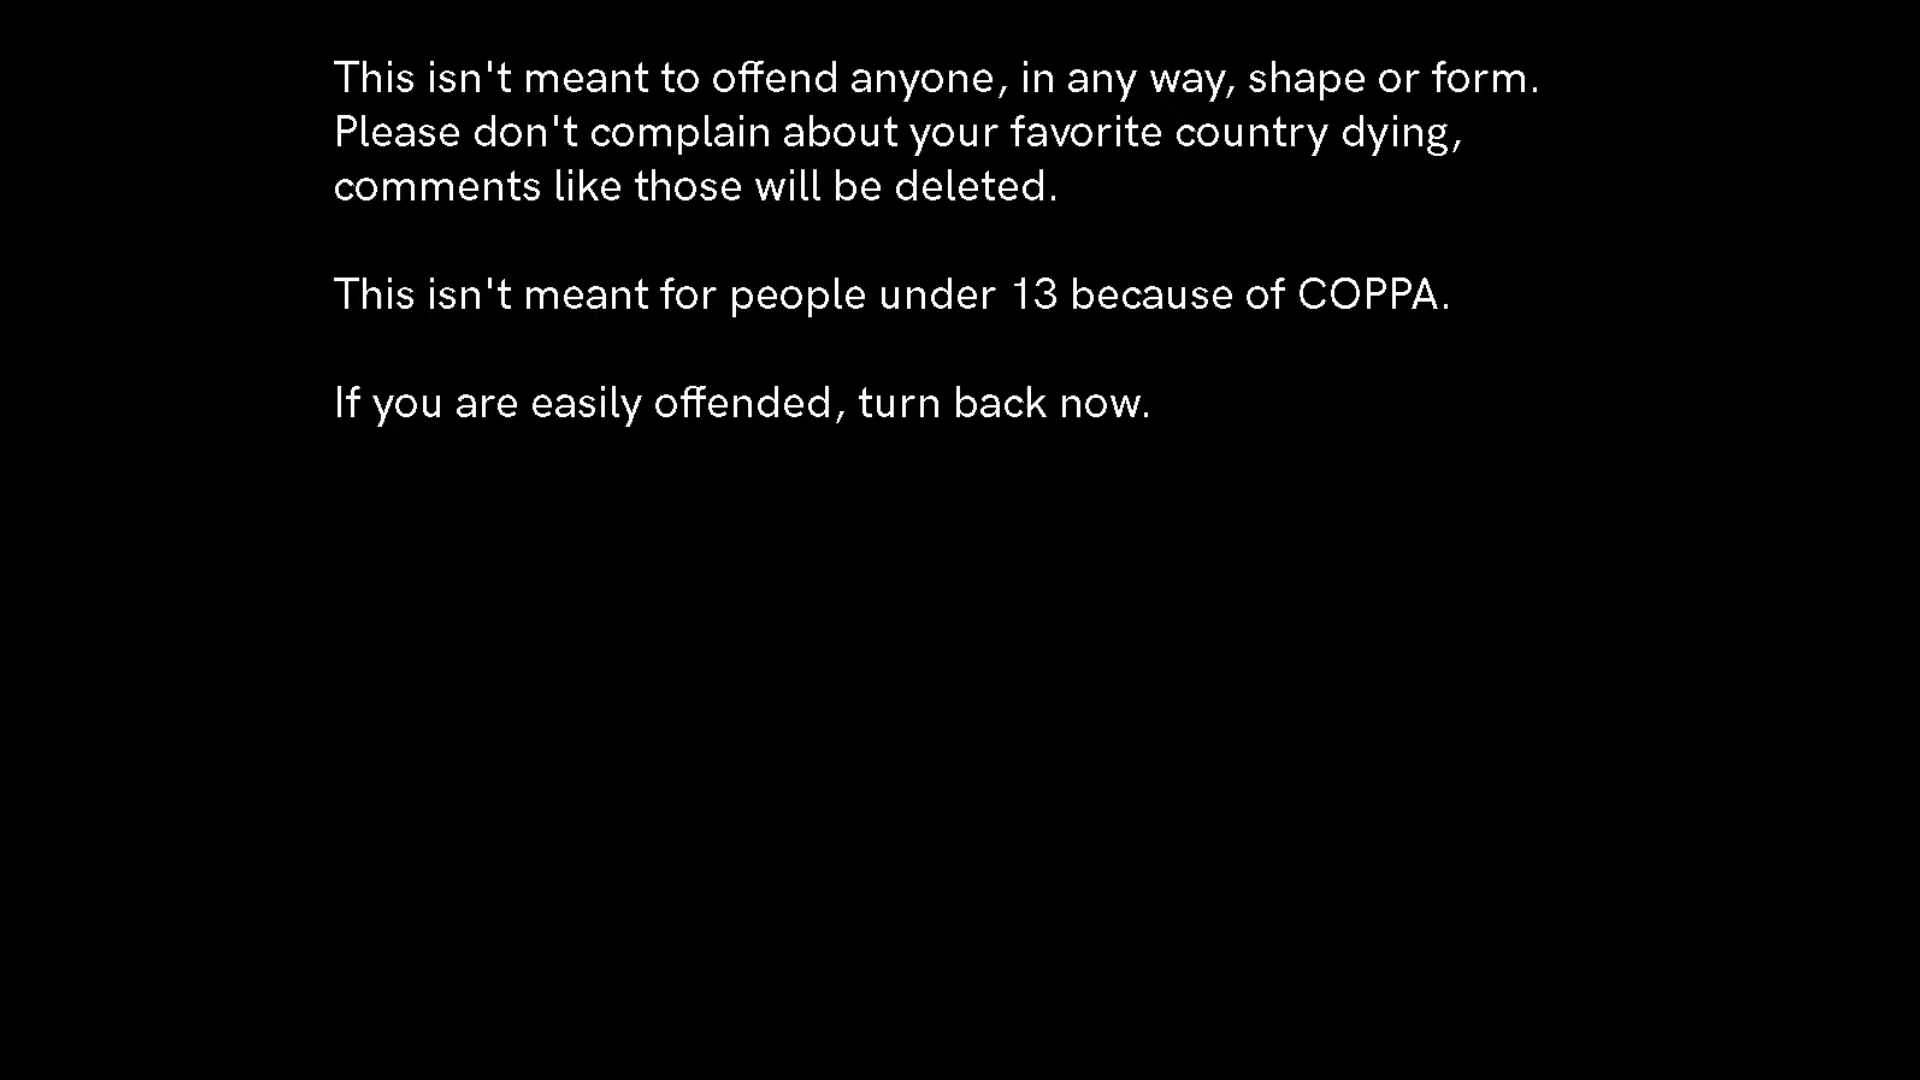 This isn't meant to offend anyone, in any way, shape or form.
Please don't complain about your favorite country dying,
comments like those will be deleted.
This isn't meant for people under 13 because of COPPA.
If you are easily offended, turn back now.